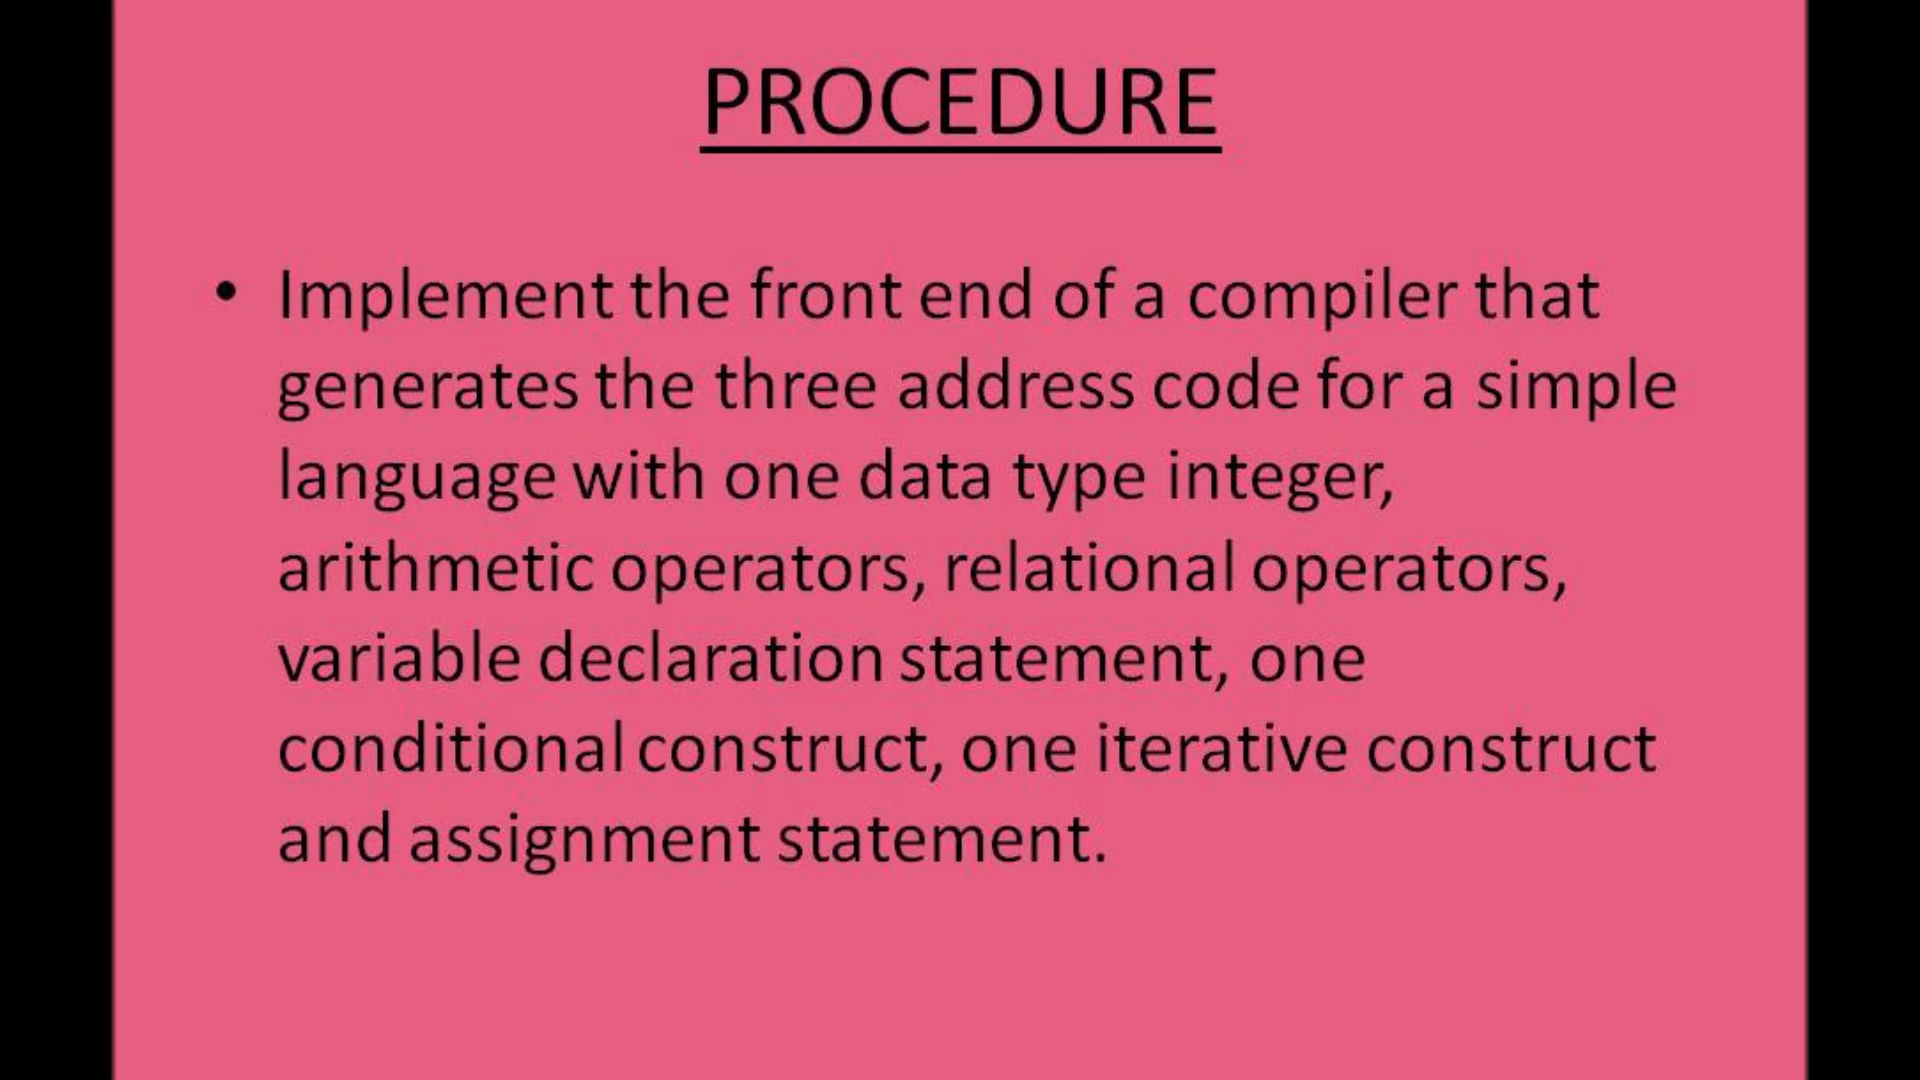 PROCEDURE
• Implement the front end of a compiler that
generates the three address code for a simple
language with one data type integer,
arithmetic operators, relational operators,
variable declaration statement, one
conditional construct, one iterative construct
and assignment statement.